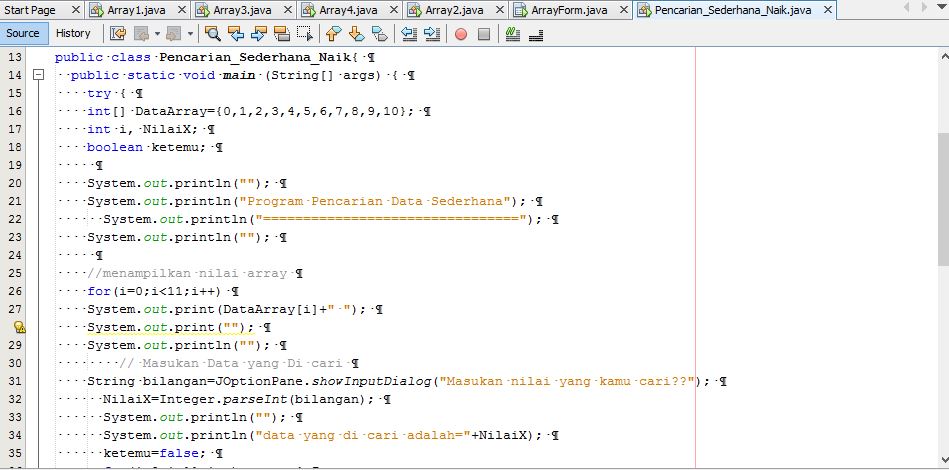 Start Page Array1.java Array3.java Array4.java Array2.java ArrayForm.java Pencarian_Sederhana_Naik.java
Source History
13 public class Pencarian_Sederhana_Naik{ ¶
14 public static void main (String[] args) { ¶
15 try { ¶
16 int[] DataArray={0,1,2,3,4,5,6,7,8,9,10}; ¶
17 int i, NilaiX; ¶
18 boolean ketemu; ¶
19 ¶
20 System.out.println(""); ¶
21 System.out.println("Program Pencarian Data Sederhana"); ¶
22 System.out.println("================================"); ¶
23 System.out.println(""); ¶
24 ¶
25 //menampilkan nilai array ¶
26 for(i=0;i<11;i++) ¶
27 System.out.print(DataArray[i]+" "); ¶
System.out.print(""); ¶
29 System.out.println(""); ¶
30 // Masukan Data yang Di cari ¶
31 String bilangan=JOptionPane.showInputDialog("Masukan nilai yang kamu cari??"); ¶
32 NilaiX=Integer.parseInt(bilangan); ¶
33 System.out.println(""); ¶
34 System.out.println("data yang di cari adalah="+NilaiX); ¶
35 ketemu=false; ¶